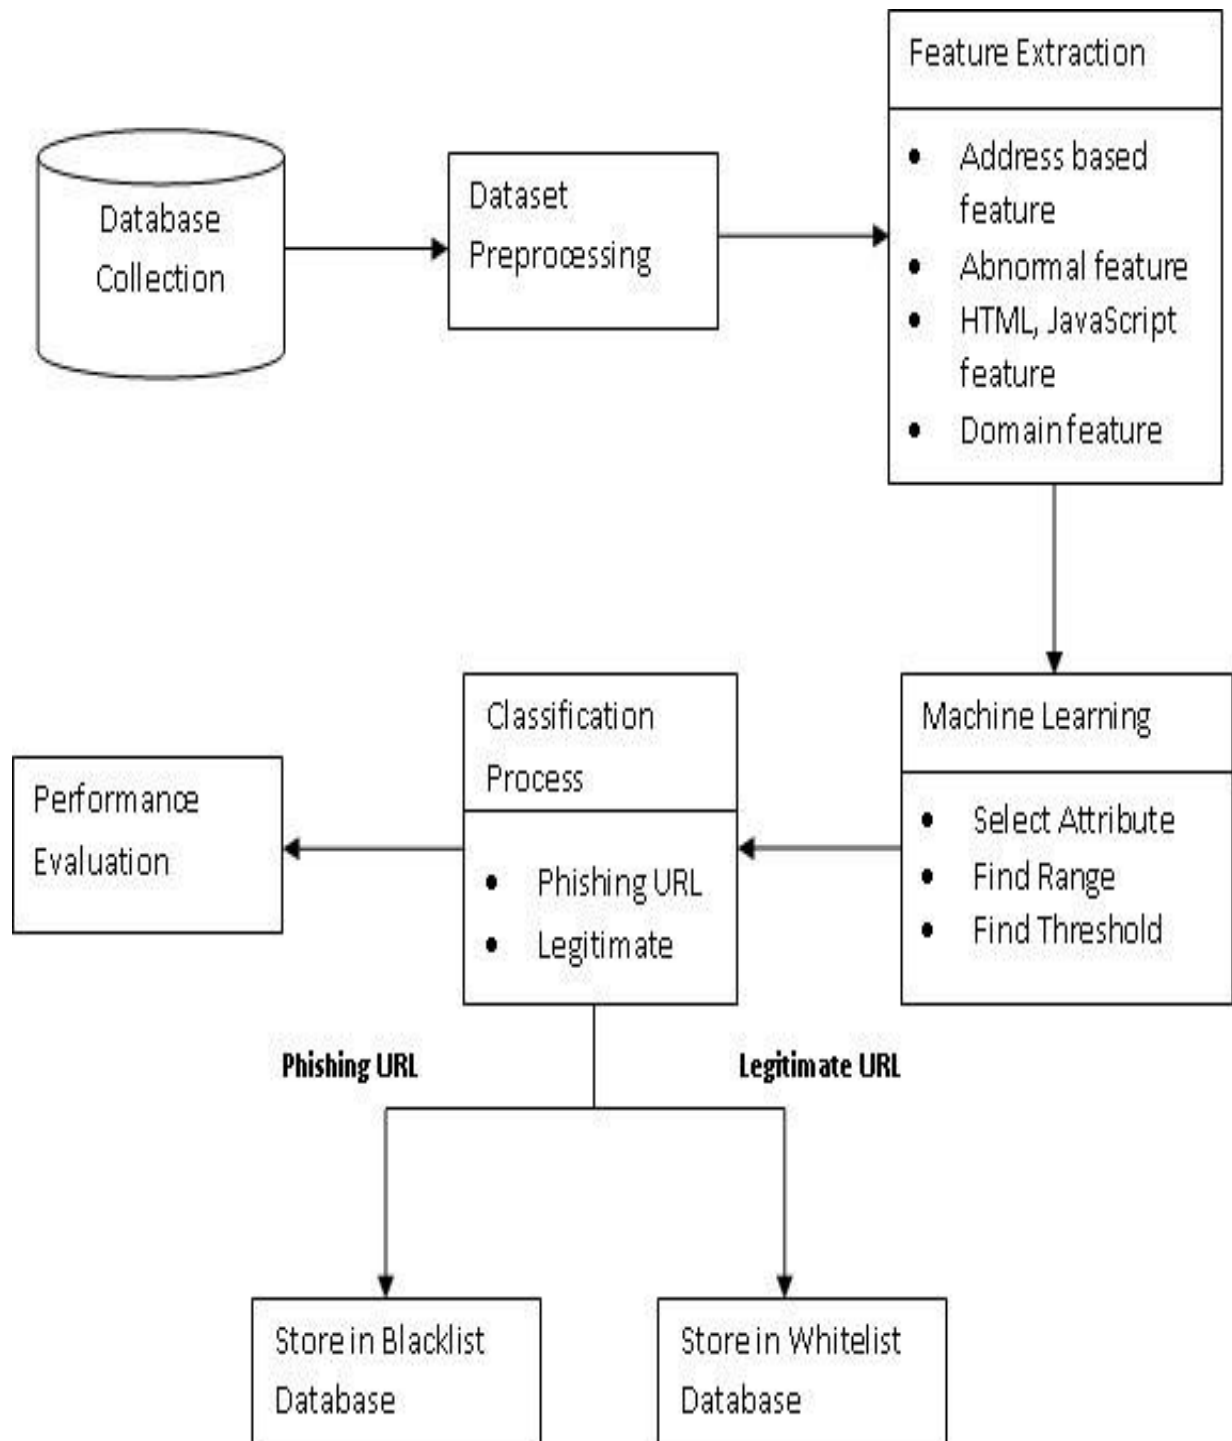 Database
Collection
Dataset
Preprocessing
Feature Extraction
• Address based
feature
• Abnormal feature
• HTML, JavaScript
feature
• Domain feature
Machine Learning
• Select Attribute
• Find Range
• Find Threshold
Classification
Process
• Phishing URL
• Legitimate
Performance
Evaluation
Phishing URL
Legitimate URL
Store in Blacklist
Database
Store in Whitelist
Database